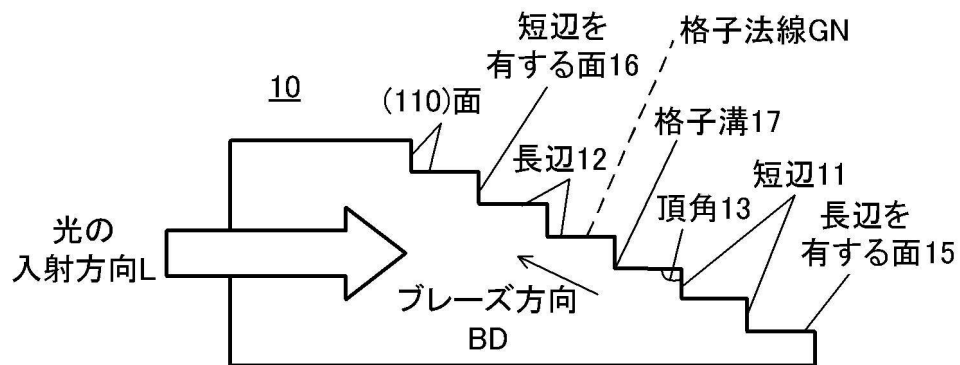 10
(110)面
短辺を
有する面16
格子法線GN
長辺12
格子溝17
短辺11
頂角13
長辺を
有する面15
光の
入射方向L
ブレーズ方向
BD